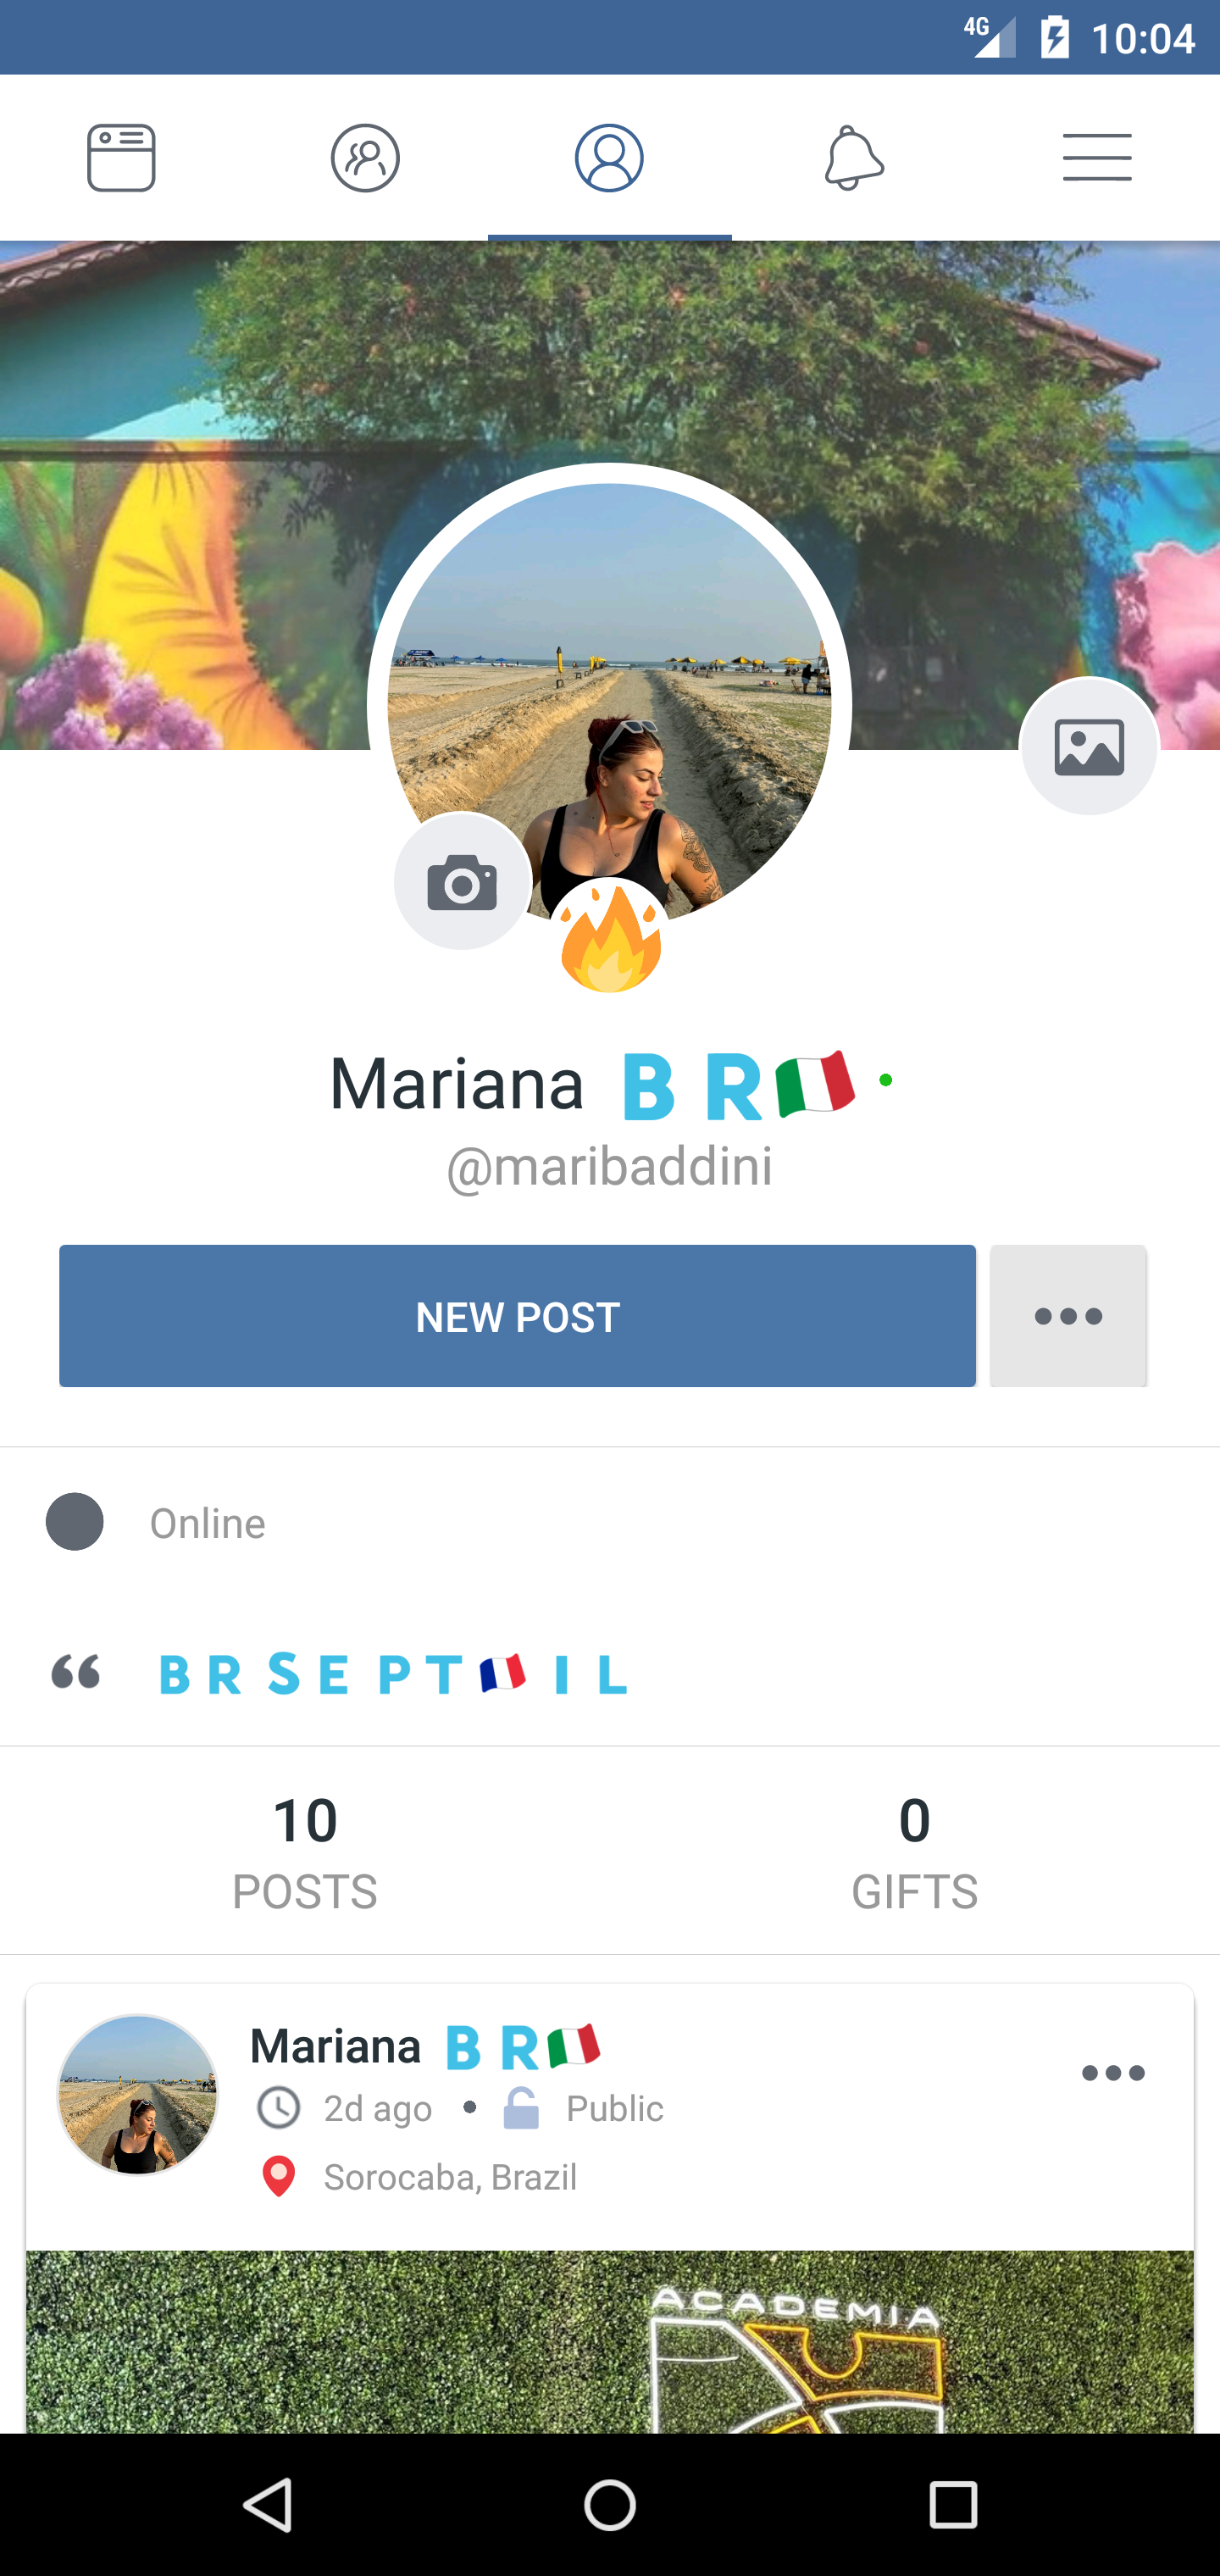 4G 10:04
Mariana 🇧 🇷🇮🇹
@maribaddini
NEW POST
Online
🇧 🇷 🇸 🇪 🇵 🇹🇫🇷 🇮 🇱
10
POSTS
0
GIFTS
Mariana 🇧 🇷🇮🇹
2d ago • Public
Sorocaba, Brazil
ACADEMIA